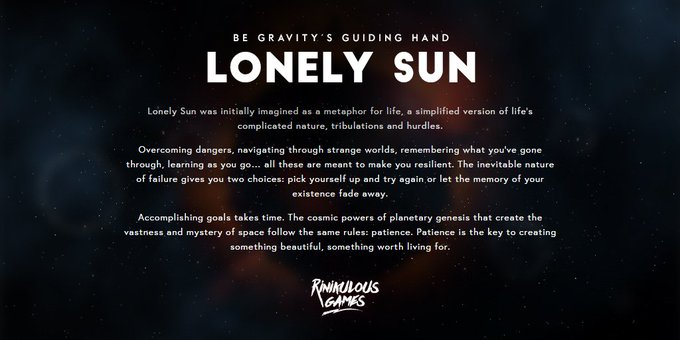 BE GRAVITY'S GUIDING HAND
LONELY SUN
Lonely Sun was initially imagined as a metaphor for life, a simplified version of life's
complicated nature, tribulations and hurdles.
Overcoming dangers, navigating through strange worlds, remembering what you've gone
through, learning as you go... all these are meant to make you resilient. The inevitable nature
of failure gives you two choices: pick yourself up and try again or let the memory of your
existence fade away.
Accomplishing goals takes time. The cosmic powers of planetary genesis that create the
vastness and mystery of space follow the same rules: patience. Patience is the key to creating
something beautiful, something worth living for.
RINIKULOUS
GAMES